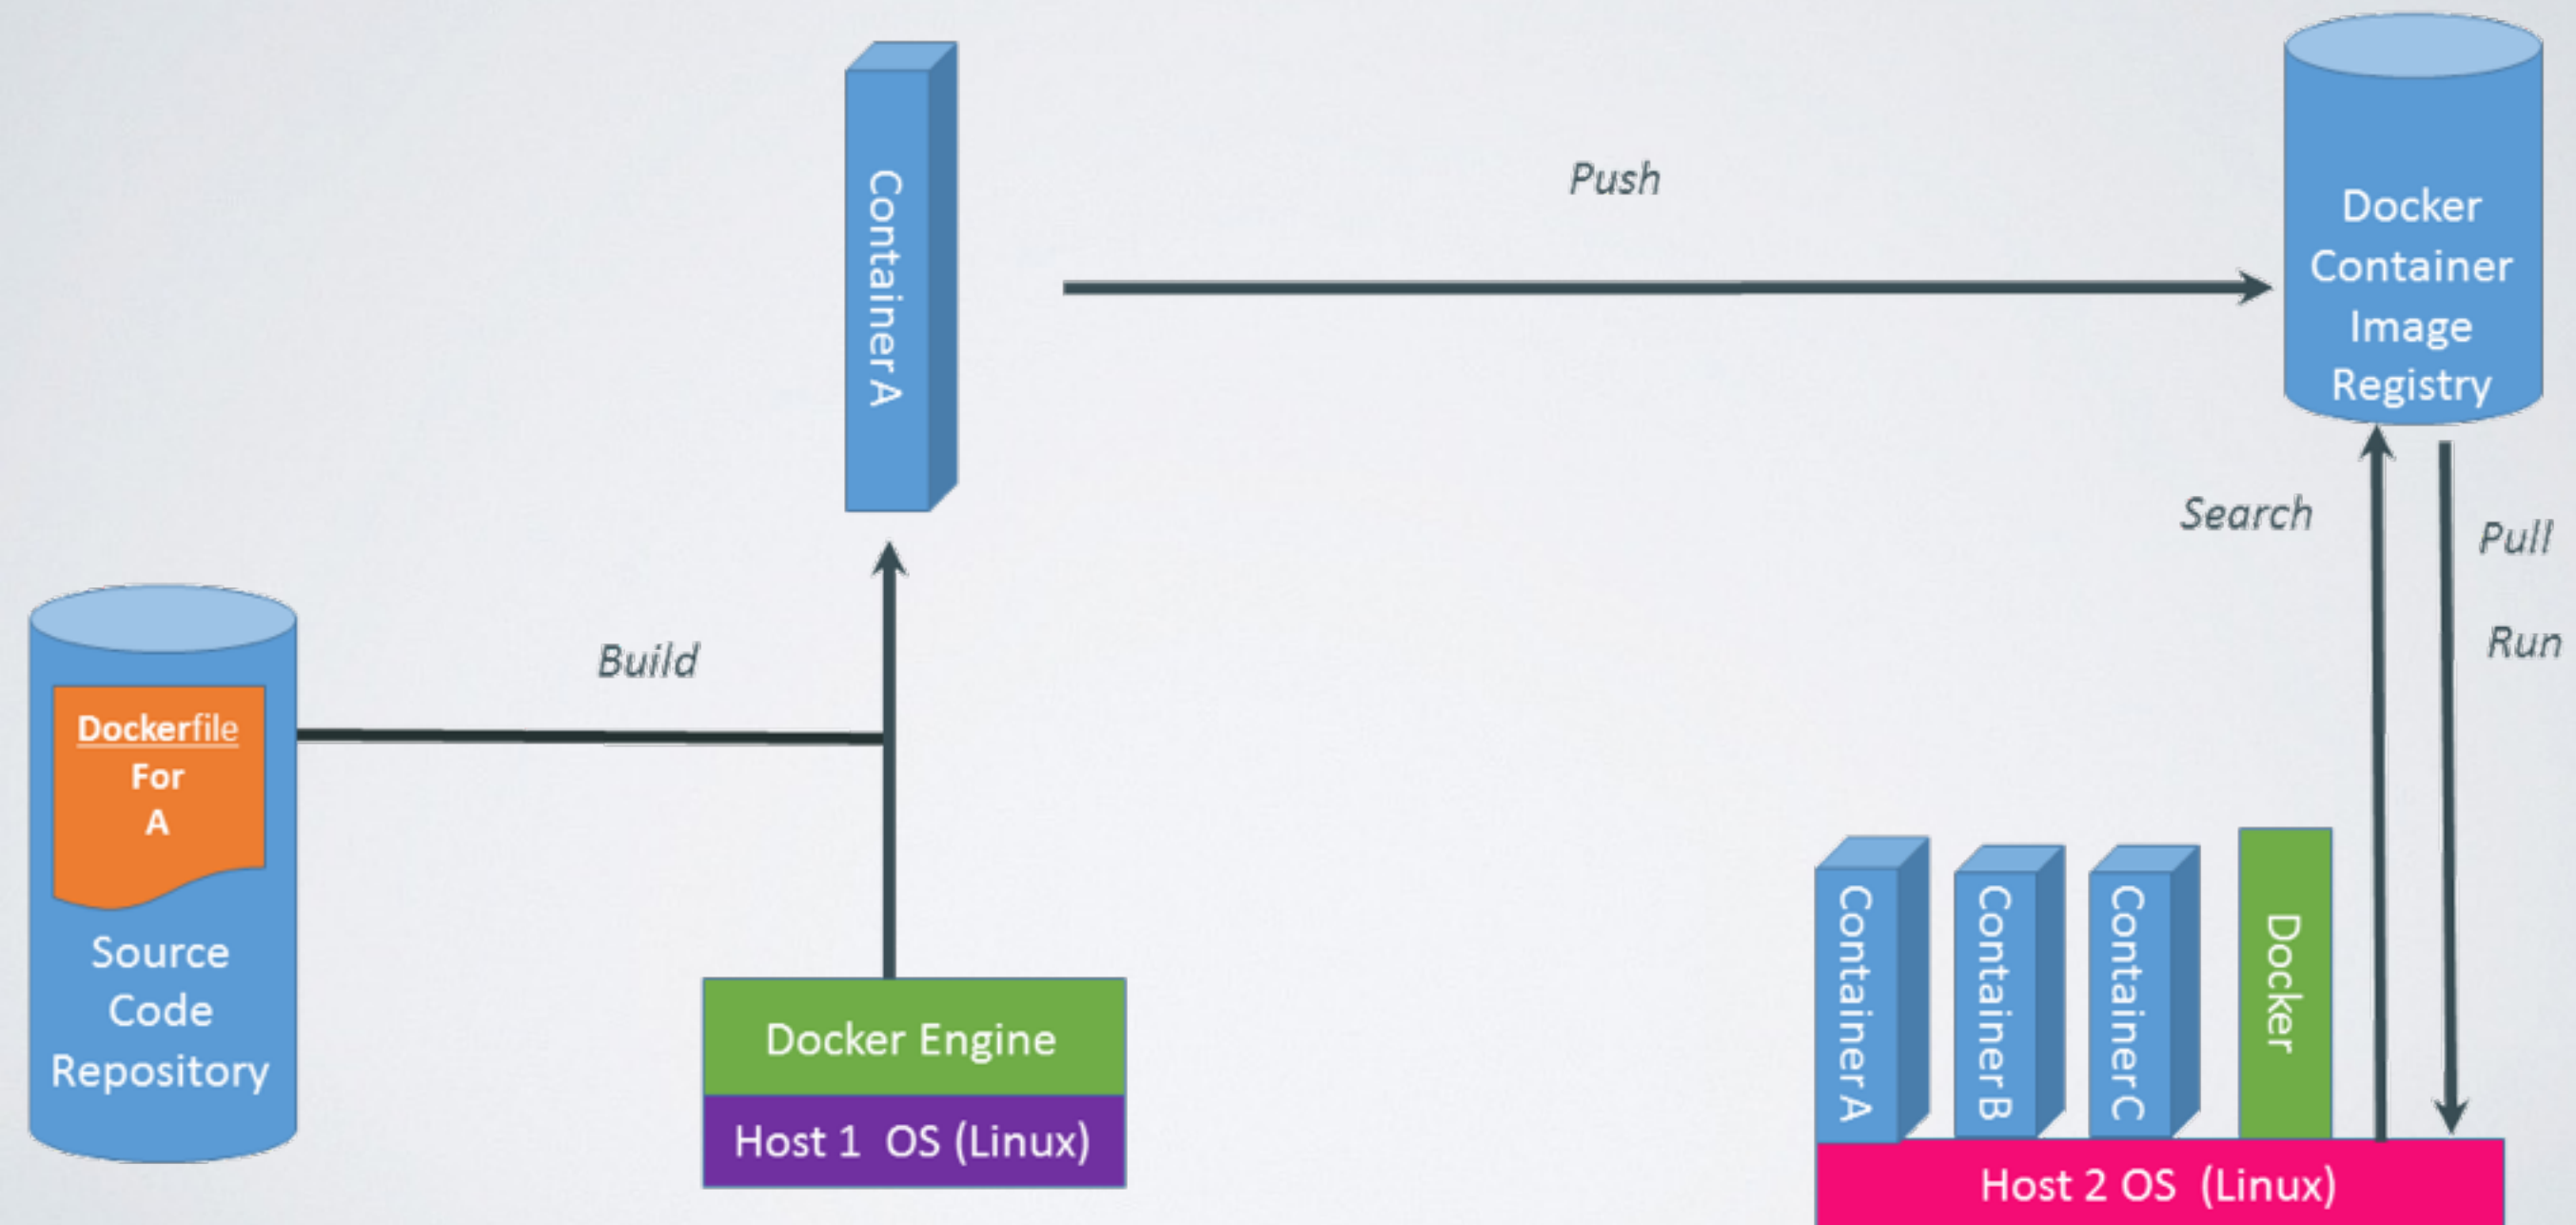 Container A
Push
Docker
Container
Image
Registry
Search
Pull
Run
Build
Dockerfile
For
A
Source
Code
Repository
Docker Engine
Host 1  OS (Linux)
Container A
Container B
Container C
Docker
Host 2 OS  (Linux)